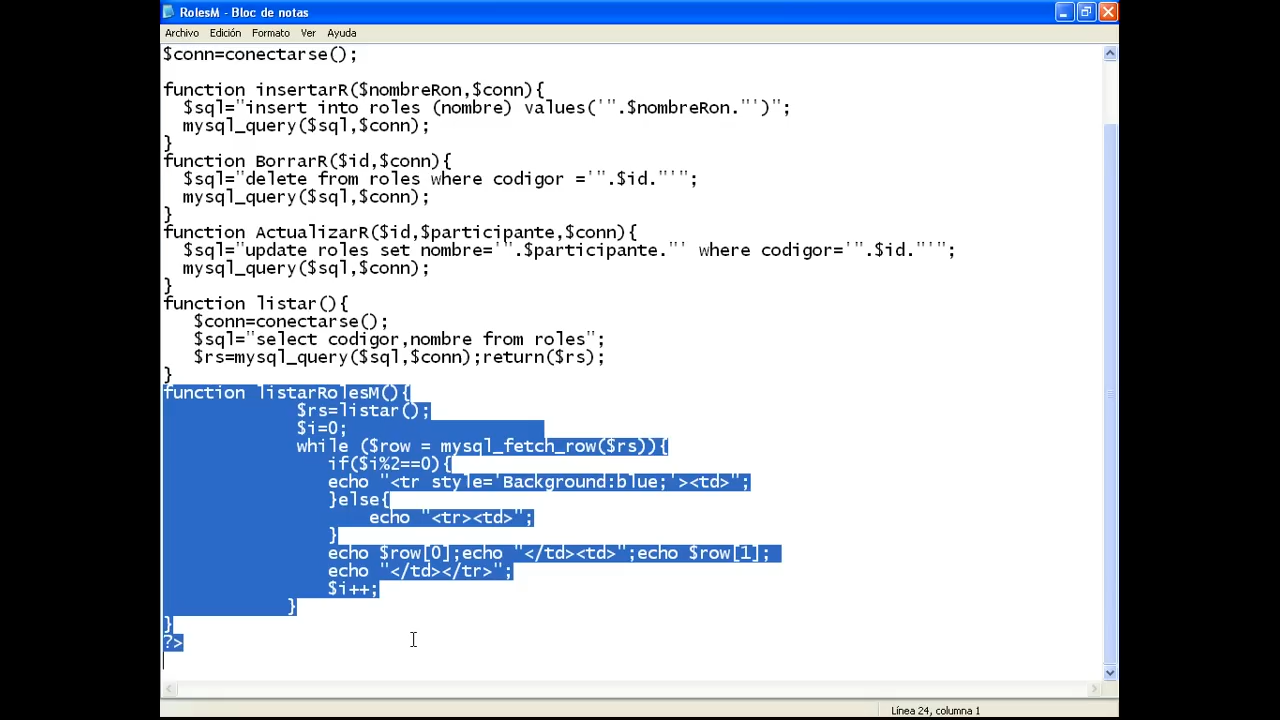 RolesM - Bloc de notas
Archivo Edición Formato Ver Ayuda
$conn=conectarse();
function insertarR($nombreRon,$conn){
$sql="insert into roles (nombre) values('".$nombreRon."')";
mysql_query($sql,$conn);
}
function BorrarR($id,$conn){
$sql="delete from roles where codigor ='".$id."'";
mysql_query($sql,$conn);
}
function ActualizarR($id,$participante,$conn){
$sql="update roles set nombre='".$participante."' where codigor='".$id."'";
mysql_query($sql,$conn);
}
function listar(){
$conn=conectarse();
$sql="select codigor,nombre from roles";
$rs=mysql_query($sql,$conn);return($rs);
}
function listarRolesM(){
$rs=listar();
$i=0;
while ($row = mysql_fetch_row($rs)){
if($i%2==0){
echo "<tr style='Background:blue;'><td>";
}else{
echo "<tr><td>";
}
echo $row[0];echo "</td><td>";echo $row[1];
echo "</td></tr>";
$i++;
}
}
?>
Línea 24, columna 1